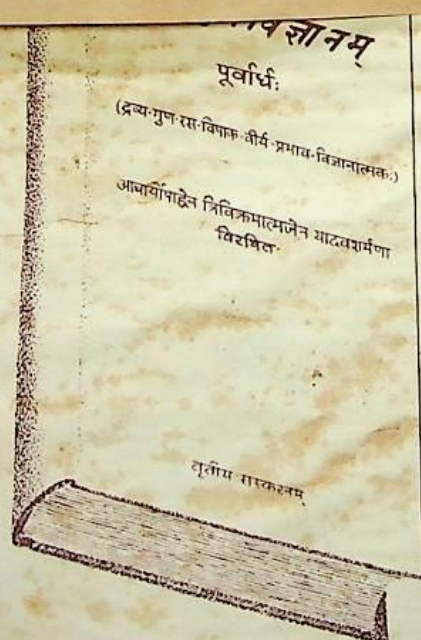 विज्ञानम्
पूर्वार्धः
(द्रव्य-गुण-रस-विपाक-वीर्य-प्रभाव-विज्ञानात्मकः)
आचार्योपाह्वेन त्रिविक्रमात्मजेन यादवशर्मणा
विरचित
तृतीय संस्करणम्